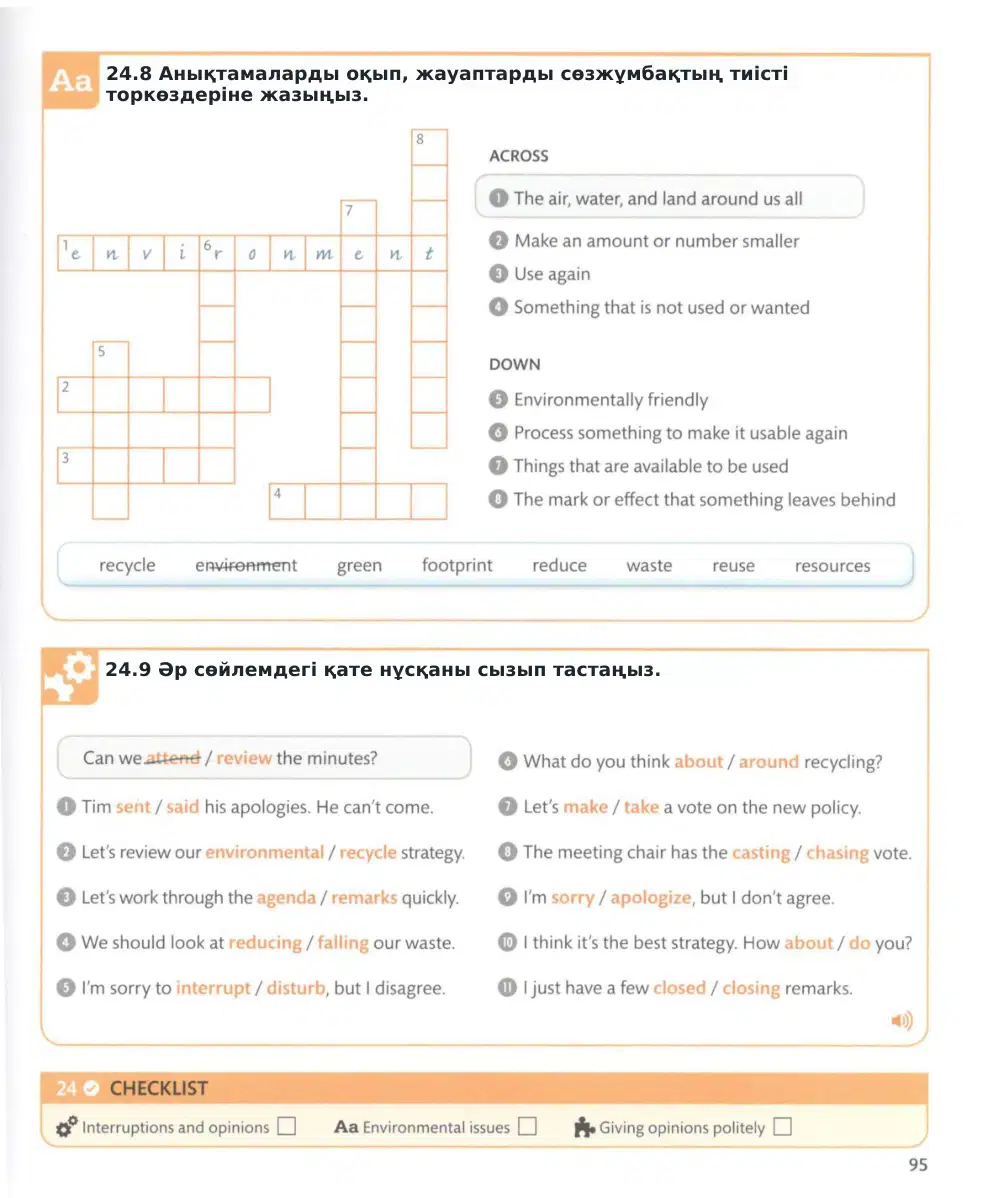 Aa
24.8 Анықтамаларды оқып, жауаптарды сөзжұмбақтың тиісті
торкөздеріне жазыңыз.
8
7
1 e n v i 6 r o n m e n t
5
2
3
4
ACROSS
1 The air, water, and land around us all
2 Make an amount or number smaller
3 Use again
4 Something that is not used or wanted
DOWN
5 Environmentally friendly
6 Process something to make it usable again
7 Things that are available to be used
8 The mark or effect that something leaves behind
recycle environment green footprint reduce waste reuse resources
24.9 Әр сөйлемдегі қате нұсқаны сызып тастаңыз.
Can we attend / review the minutes?
1 Tim sent / said his apologies. He can't come.
2 Let's review our environmental / recycle strategy.
3 Let's work through the agenda / remarks quickly.
4 We should look at reducing / falling our waste.
5 I'm sorry to interrupt / disturb, but I disagree.
6 What do you think about / around recycling?
7 Let's make / take a vote on the new policy.
8 The meeting chair has the casting / chasing vote.
9 I'm sorry / apologize, but I don't agree.
10 I think it's the best strategy. How about / do you?
11 I just have a few closed / closing remarks.
24 CHECKLIST
Interruptions and opinions
Aa Environmental issues
Giving opinions politely
95